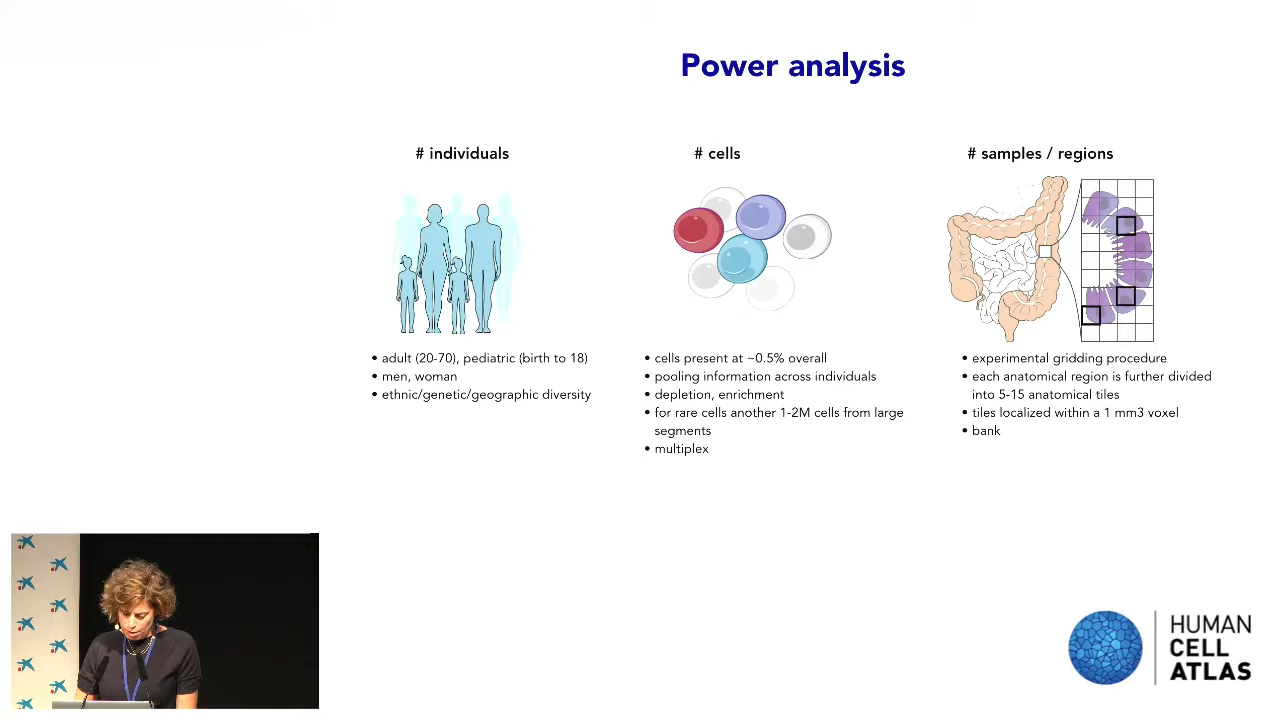 Power analysis
# individuals
• adult (20-70), pediatric (birth to 18)
• men, woman
• ethnic/genetic/geographic diversity
# cells
• cells present at ~0.5% overall
• pooling information across individuals
• depletion, enrichment
• for rare cells another 1-2M cells from large
segments
• multiplex
# samples / regions
• experimental gridding procedure
• each anatomical region is further divided
into 5-15 anatomical tiles
• tiles localized within a 1 mm3 voxel
• bank
HUMAN
CELL
ATLAS